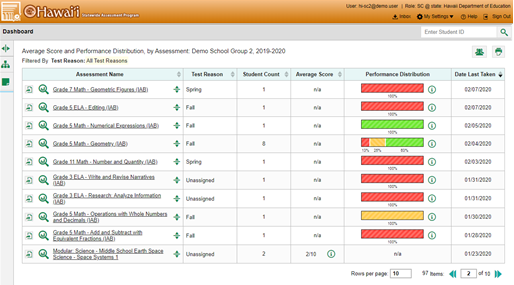 User: hi-sc2@demo.user | Role: SC @ state: Hawaii Department of Education
Hawai'i Statewide Assessment Program
Inbox My Settings Help Sign Out
Dashboard
Enter Student ID
Average Score and Performance Distribution, by Assessment: Demo School Group 2, 2019-2020
Filtered By Test Reason: All Test Reasons
Assessment Name Test Reason Student Count Average Score Performance Distribution Date Last Taken
Grade 7 Math - Geometric Figures (IAB) Spring 1 n/a 100% 02/07/2020
Grade 5 ELA - Editing (IAB) Fall 1 n/a 100% 02/07/2020
Grade 5 Math - Numerical Expressions (IAB) Fall 1 n/a 100% 02/05/2020
Grade 5 Math - Geometry (IAB) Fall 8 n/a 13% 25% 63% 02/04/2020
Grade 11 Math - Number and Quantity (IAB) Spring 1 n/a 100% 02/03/2020
Grade 3 ELA - Write and Revise Narratives
(IAB) Unassigned 1 n/a 100% 01/31/2020
Grade 3 ELA - Research: Analyze Information
(IAB) Unassigned 1 n/a 100% 01/31/2020
Grade 5 Math - Operations with Whole Numbers
and Decimals (IAB) Fall 1 n/a 100% 01/30/2020
Grade 5 Math - Add and Subtract with
Equivalent Fractions (IAB) Fall 1 n/a 100% 01/28/2020
Modular: Science - Middle School Earth Space
Science - Space Systems 1 Unassigned 2 2/10 n/a 01/23/2020
Rows per page: 10 97 Items: 2 of 10